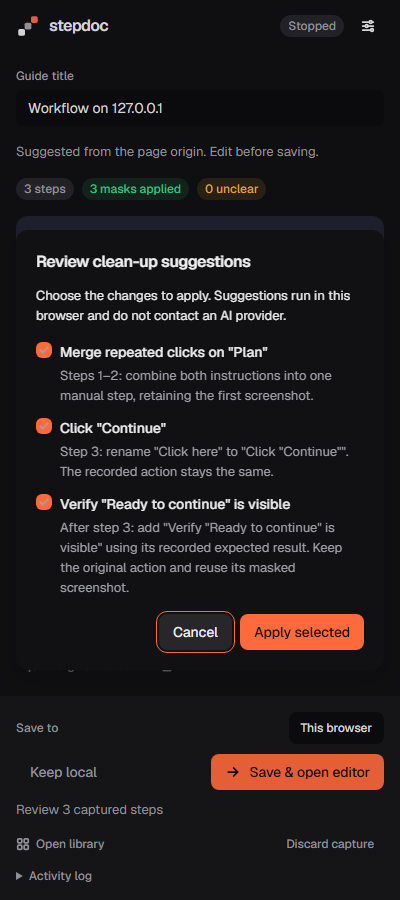 stepdoc
Stopped
Guide title
Workflow on 127.0.0.1
Suggested from the page origin. Edit before saving.
3 steps
3 masks applied
0 unclear
Review clean-up suggestions
Choose the changes to apply. Suggestions run in this
browser and do not contact an AI provider.
Merge repeated clicks on "Plan"
Steps 1–2: combine both instructions into one
manual step, retaining the first screenshot.
Click "Continue"
Step 3: rename "Click here" to "Click "Continue"".
The recorded action stays the same.
Verify "Ready to continue" is visible
After step 3: add "Verify "Ready to continue" is
visible" using its recorded expected result. Keep
the original action and reuse its masked
screenshot.
Cancel
Apply selected
Save to
This browser
Keep local
Save & open editor
Review 3 captured steps
Open library
Discard capture
Activity log